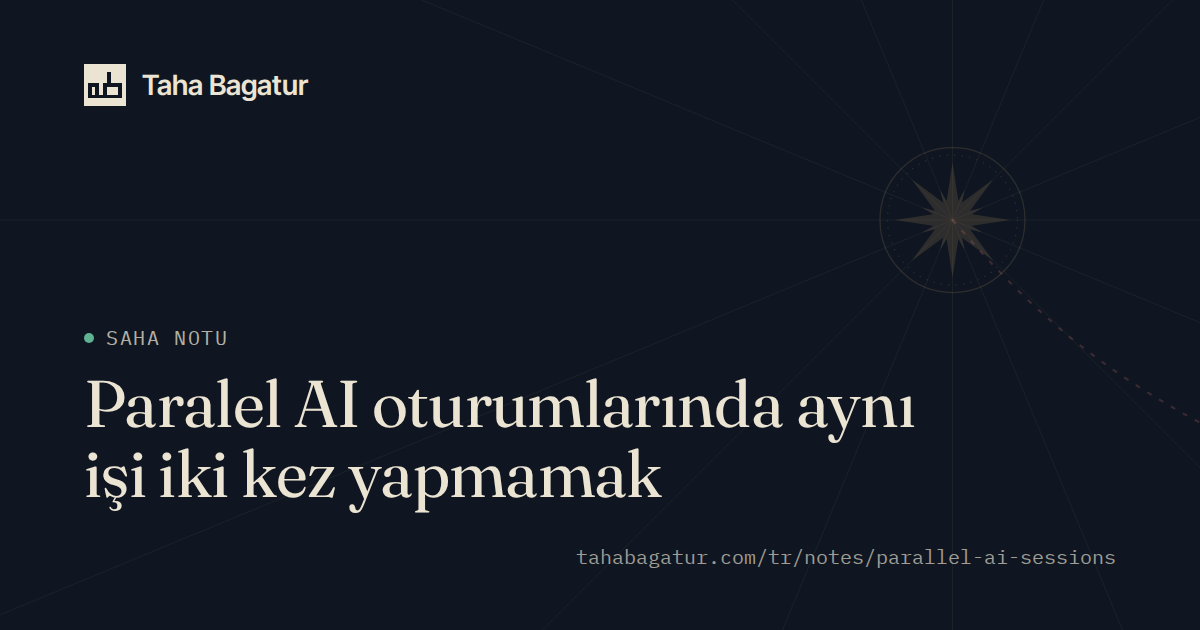 Taha Bagatur
SAHA NOTU
Paralel AI oturumlarında aynı
işi iki kez yapmamak
tahabagatur.com/tr/notes/parallel-ai-sessions